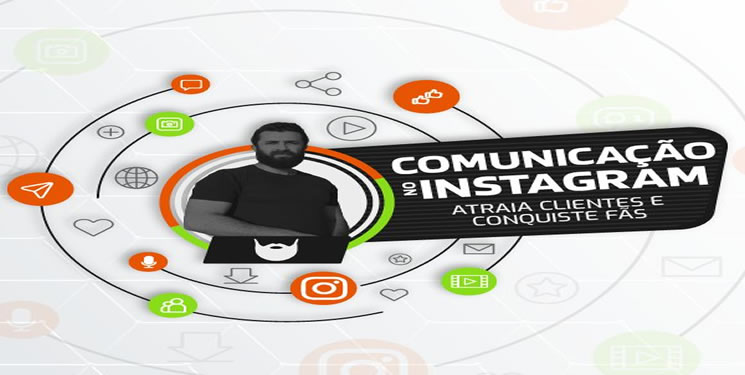 COMUNICAÇÃO
NO INSTAGRAM
ATRAIA CLIENTES E
CONQUISTE FÃS